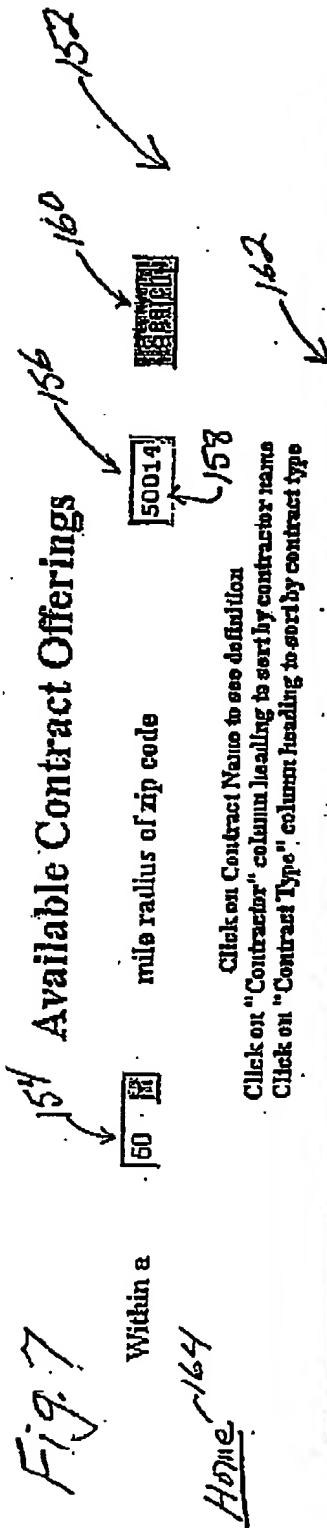 Fig. 7
154 Available Contract Offerings 156 160 152
Within a 60 mile radius of zip code 50014
158
Home 164
162
Click on Contract Name to see definition
Click on "Contractor" column heading to sort by contractor name
Click on "Contract Type" column heading to sort by contract type